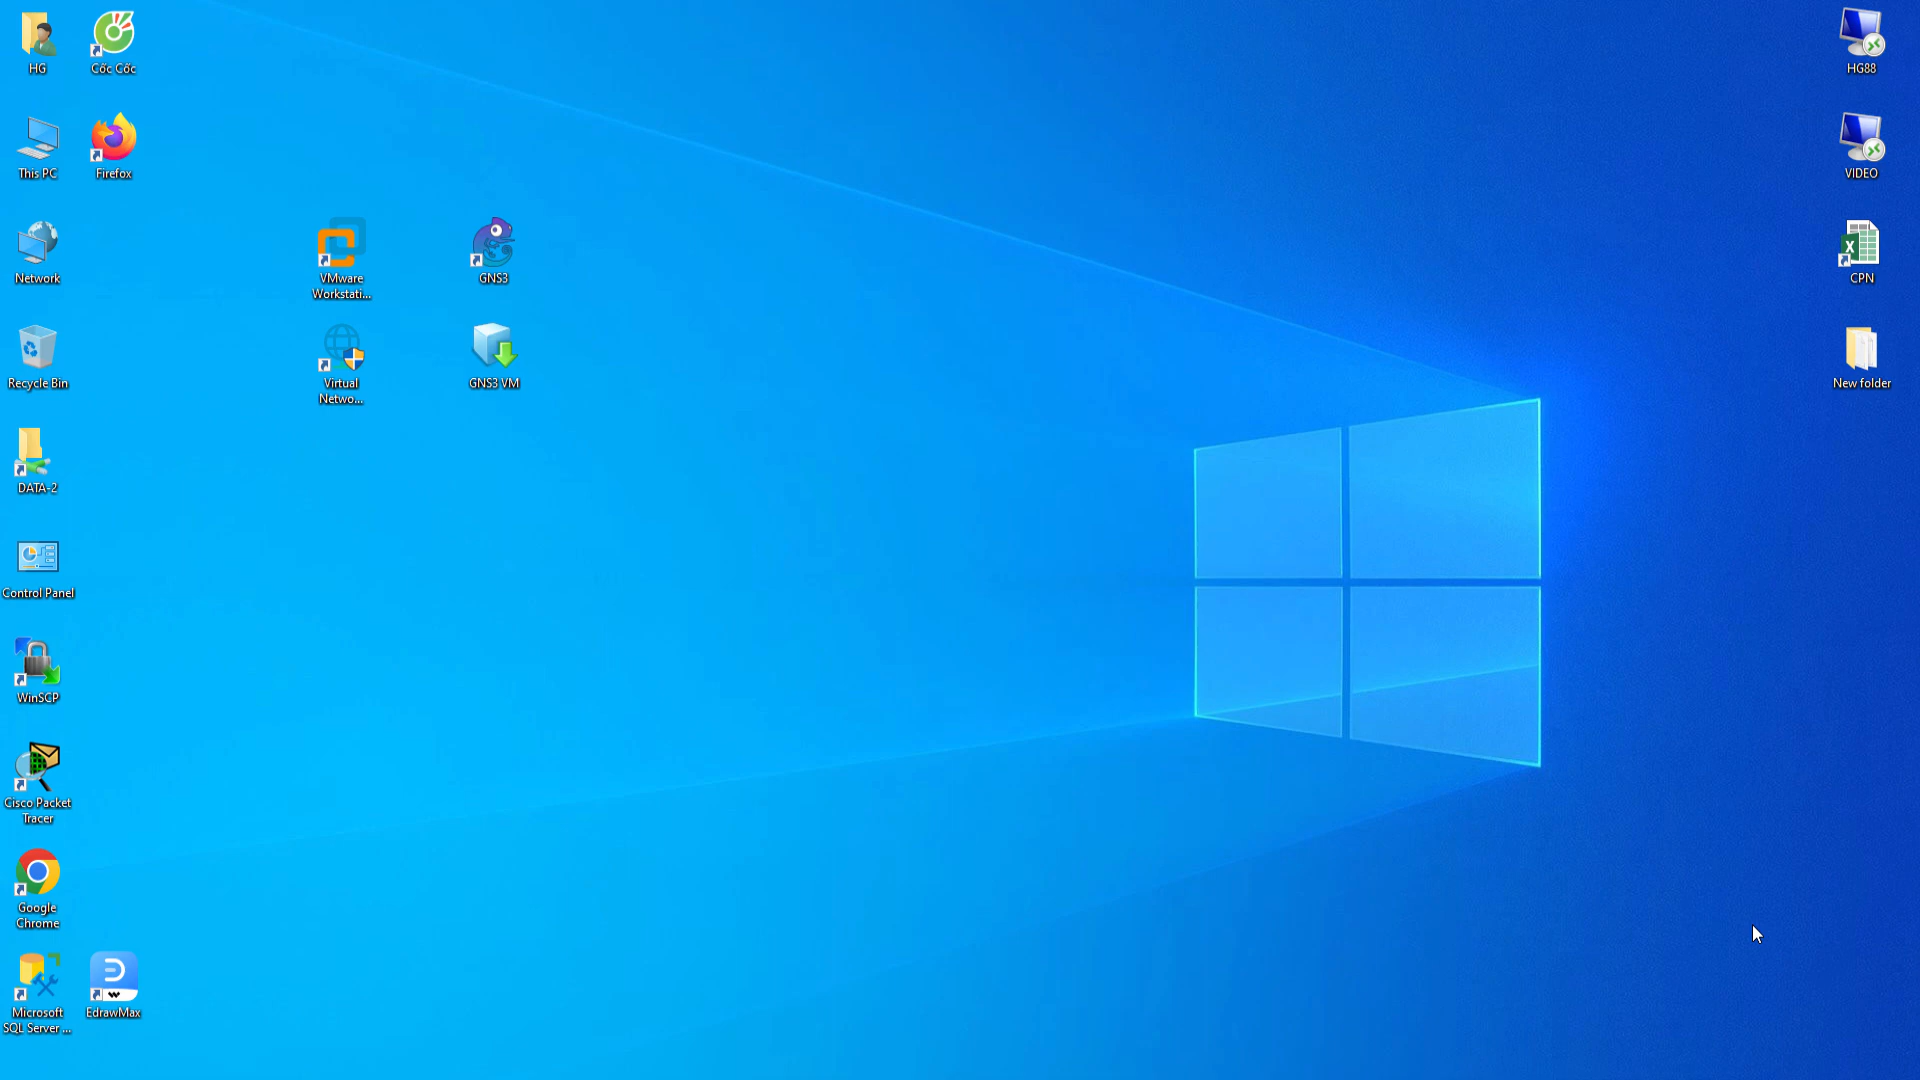 HG
Cốc Cốc
This PC
Firefox
Network
Recycle Bin
DATA-2
Control Panel
WinSCP
Cisco Packet
Tracer
Google
Chrome
Microsoft
SQL Server ...
EdrawMax
VMware
Workstati...
GNS3
Virtual
Netwo...
GNS3 VM
HG88
VIDEO
CPN
New folder